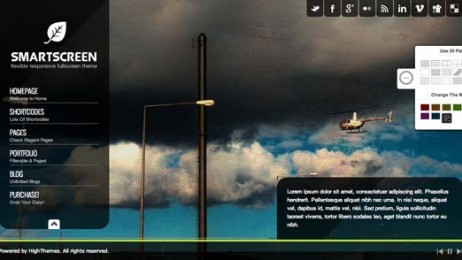 SMARTSCREEN
flexible responsive fullscreen theme
HOMEPAGE
Welcome to Home
SHORTCODES
Lots Of Shortcodes
PAGES
Check Elegant Pages
PORTFOLIO
Filterable & Paged
BLOG
Unlimited Blogs
PURCHASE!
Grab Your Copy!
Use 20 Pat
Change The M
Lorem ipsum dolor sit amet, consectetuer adipiscing elit. Phasellus
hendrerit. Pellentesque aliquet nibh nec urna. In nisi neque, aliquet
vel, dapibus id, mattis vel, nisi. Sed pretium, ligula sollicitudin
laoreet viverra, tortor libero sodales leo, eget blandit nunc tortor eu
nibh.
Powered by HighThemes. All rights reserved.